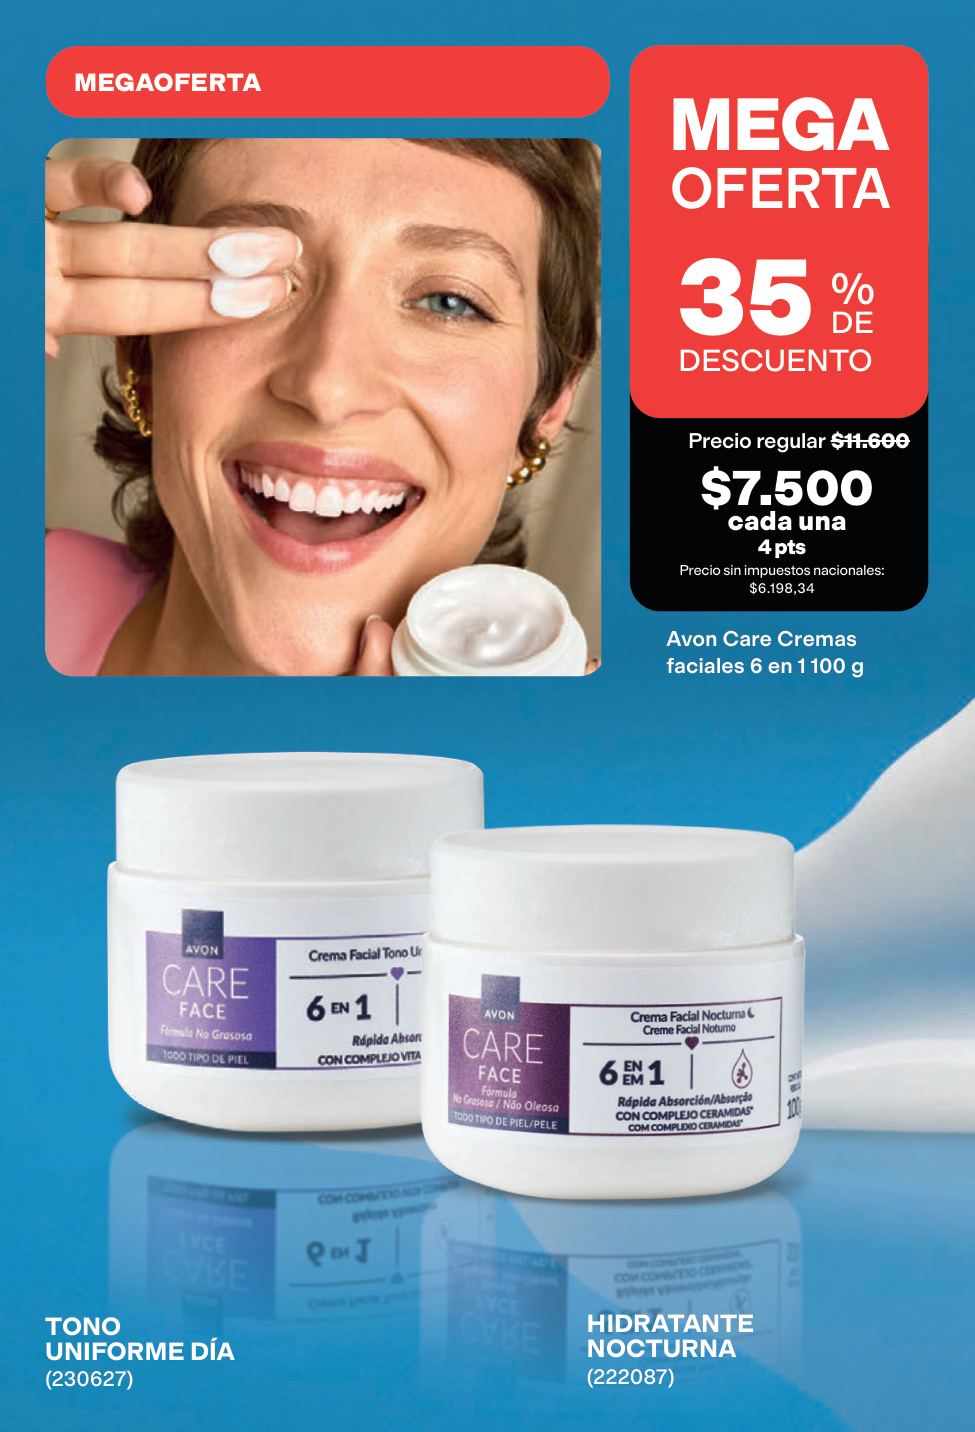 MEGAOFERTA
MEGA
OFERTA
35 %
DE
DESCUENTO
Precio regular $11.600
$7.500
cada una
4 pts
Precio sin impuestos nacionales:
$6.198,34
Avon Care Cremas
faciales 6 en 1 100 g
AVON
CARE
FACE
Fórmula No Grasosa
TODO TIPO DE PIEL
Crema Facial Tono Un
6 EN 1
Rápida Absor
CON COMPLEJO VITA
AVON
CARE
FACE
Fórmula
No Grasosa / Não Oleosa
TODO TIPO DE PIEL/PELE
Crema Facial Nocturna
Creme Facial Noturno
6 EN EM 1
Rápida Absorción/Absorção
CON COMPLEJO CERAMIDAS*
COM COMPLEXO CERAMIDAS*
100g
TONO
UNIFORME DÍA
(230627)
HIDRATANTE
NOCTURNA
(222087)